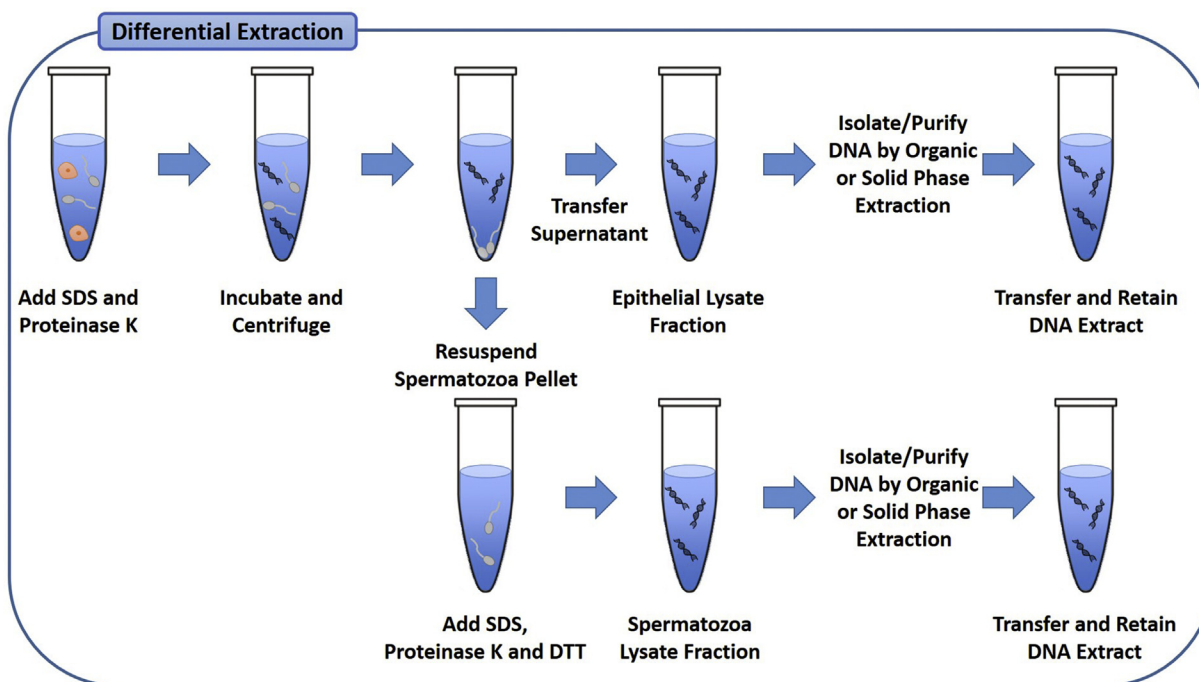 Differential Extraction
Add SDS and
Proteinase K
Incubate and
Centrifuge
Transfer
Supernatant
Epithelial Lysate
Fraction
Isolate/Purify
DNA by Organic
or Solid Phase
Extraction
Transfer and Retain
DNA Extract
Resuspend
Spermatozoa Pellet
Add SDS,
Proteinase K and DTT
Spermatozoa
Lysate Fraction
Isolate/Purify
DNA by Organic
or Solid Phase
Extraction
Transfer and Retain
DNA Extract